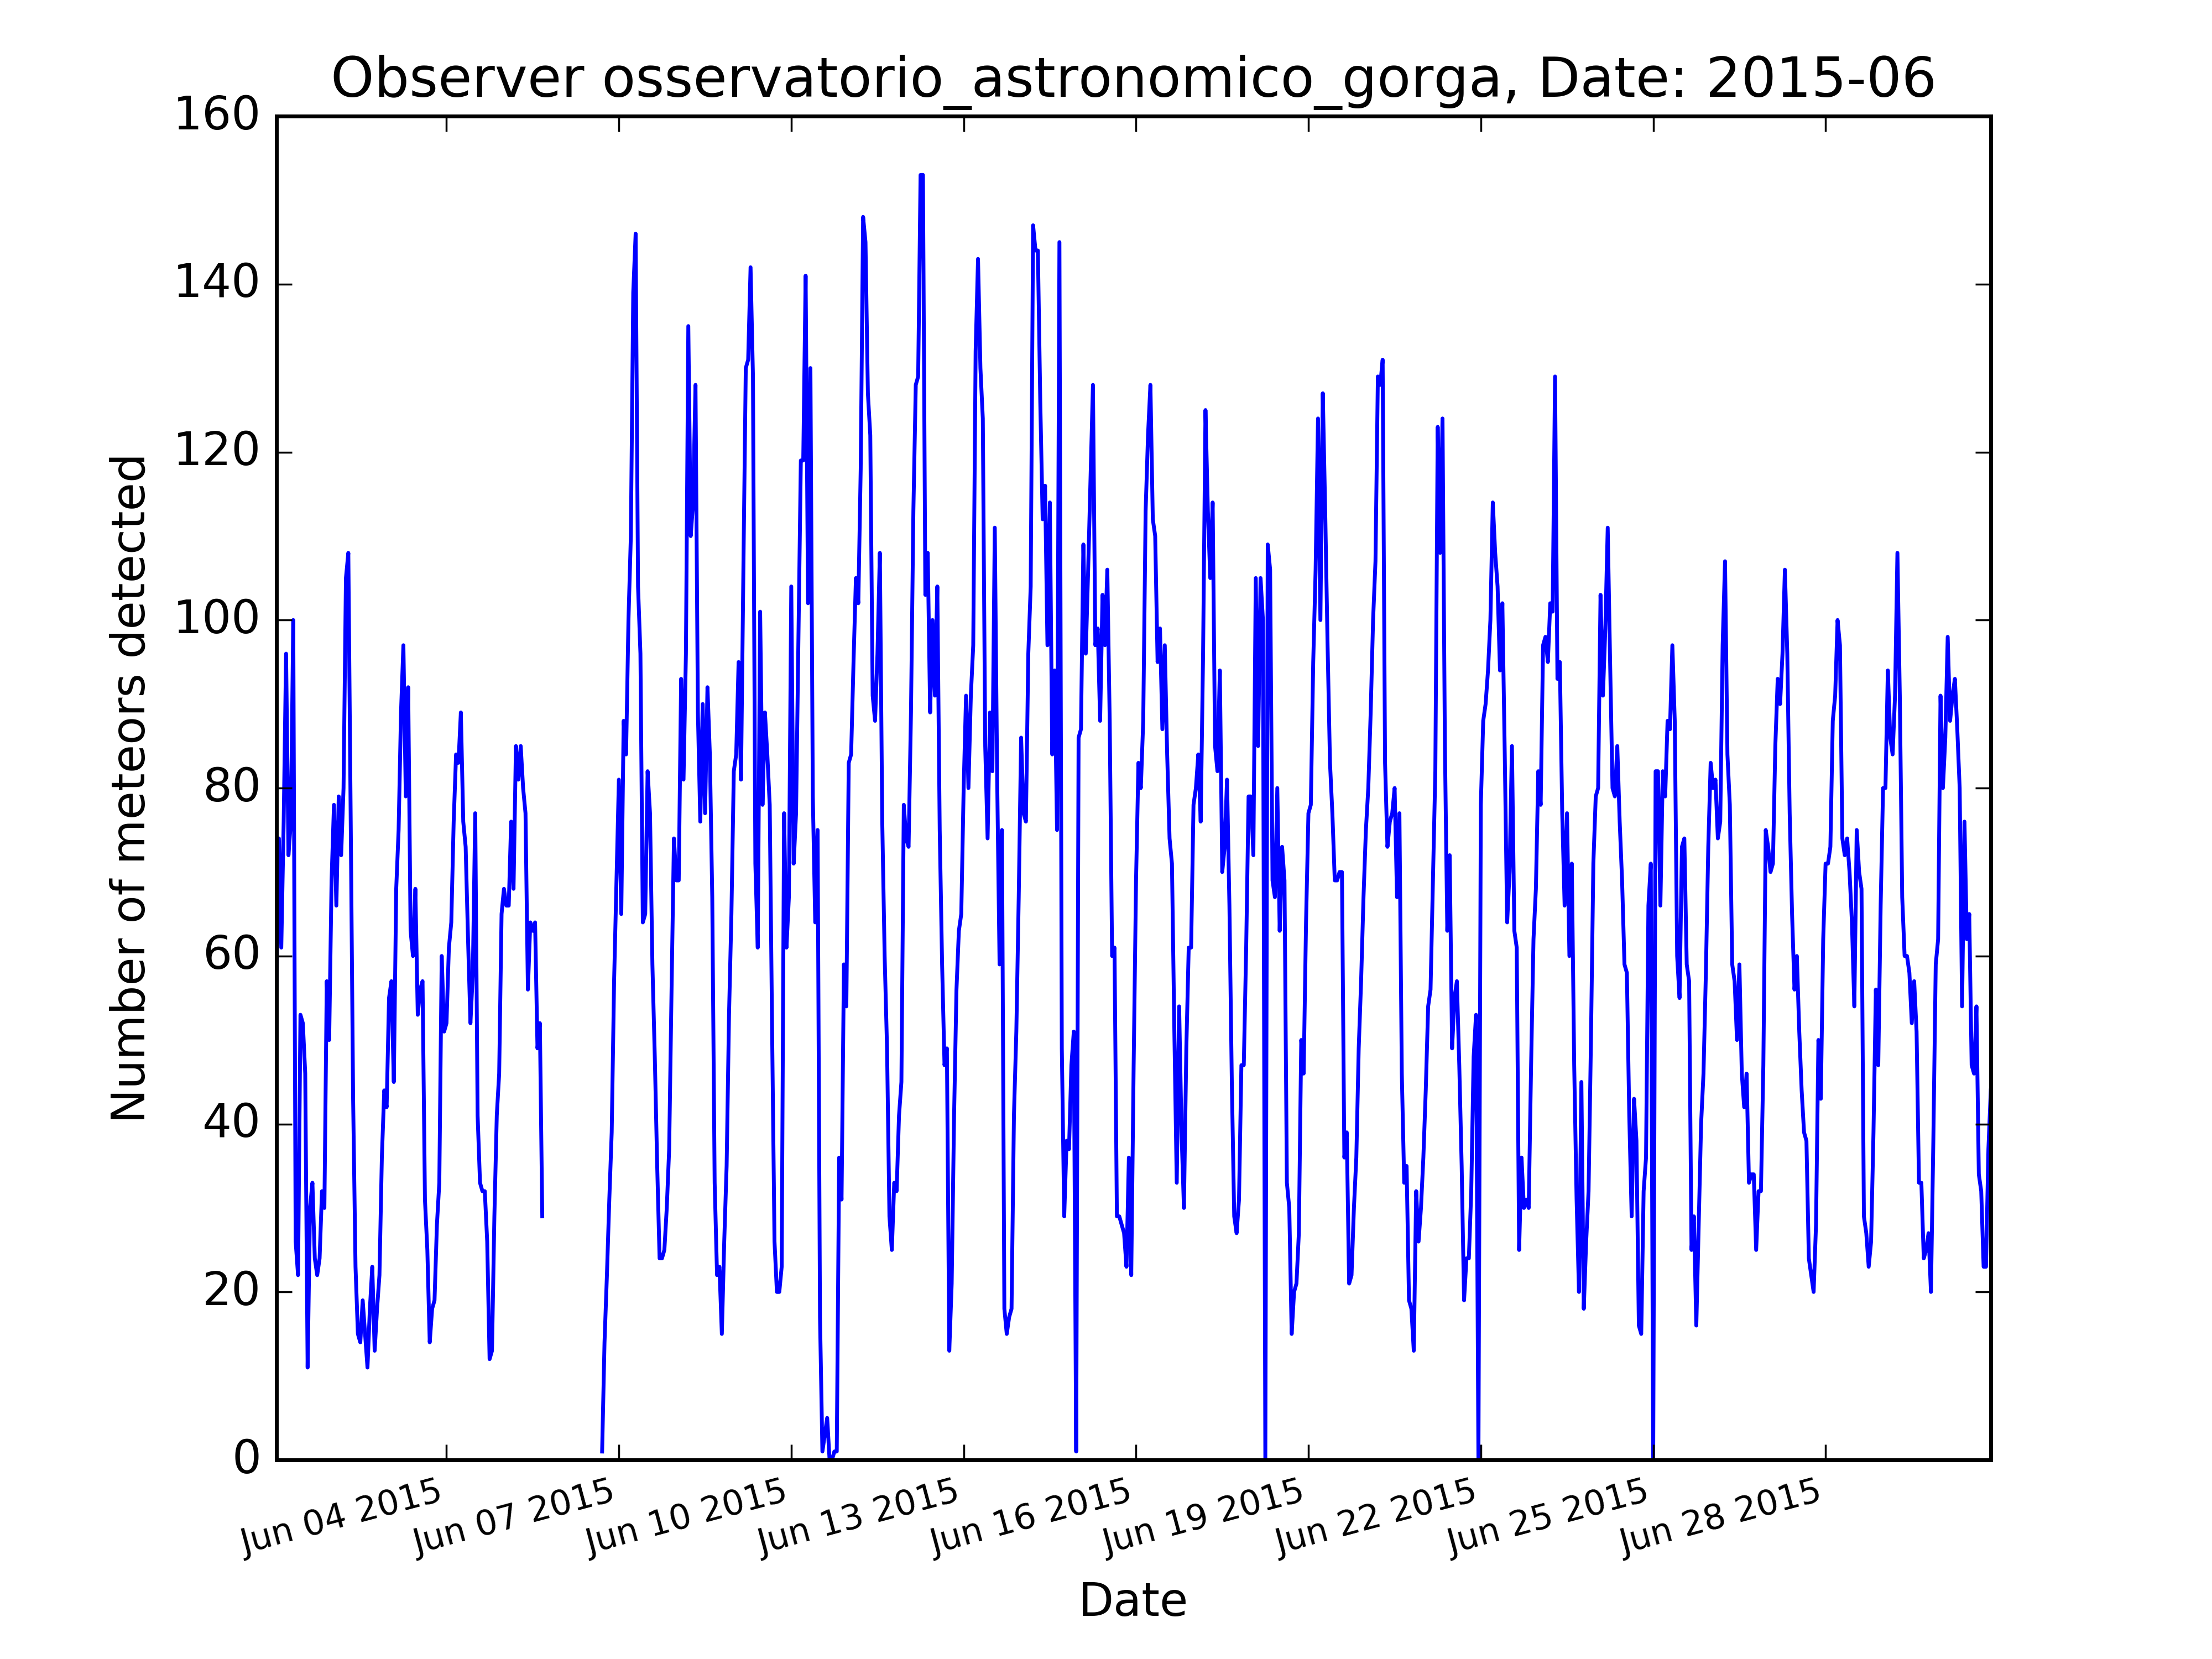 Observer osservatorio_astronomico_gorga, Date: 2015-06
160
140
120
100
80
60
40
20
0
Number of meteors detected
Jun 04 2015
Jun 07 2015
Jun 10 2015
Jun 13 2015
Jun 16 2015
Jun 19 2015
Jun 22 2015
Jun 25 2015
Jun 28 2015
Date